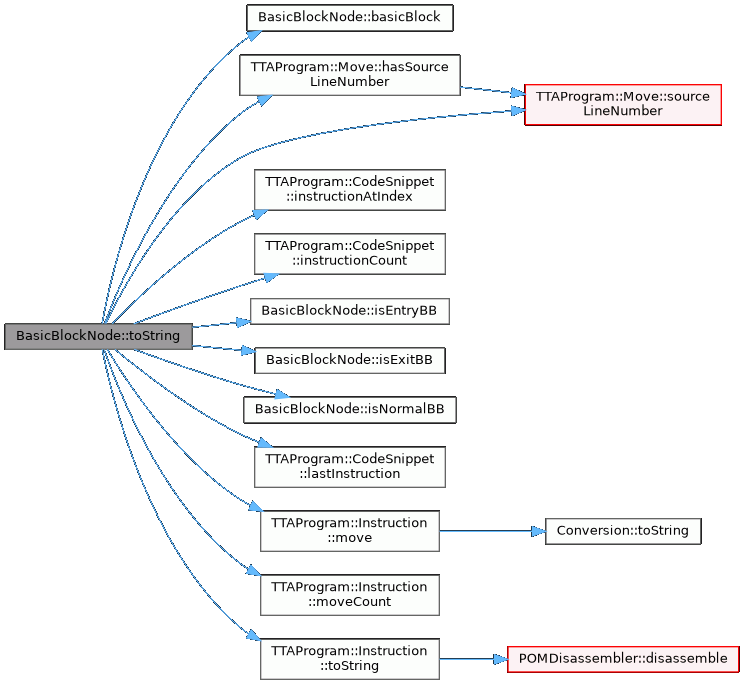 BasicBlockNode::basicBlock
TTAProgram::Move::hasSource
LineNumber
TTAProgram::Move::source
LineNumber
TTAProgram::CodeSnippet
::instructionAtIndex
TTAProgram::CodeSnippet
::instructionCount
BasicBlockNode::isEntryBB
BasicBlockNode::toString
BasicBlockNode::isExitBB
BasicBlockNode::isNormalBB
TTAProgram::CodeSnippet
::lastInstruction
TTAProgram::Instruction
::move
Conversion::toString
TTAProgram::Instruction
::moveCount
TTAProgram::Instruction
::toString
POMDisassembler::disassemble